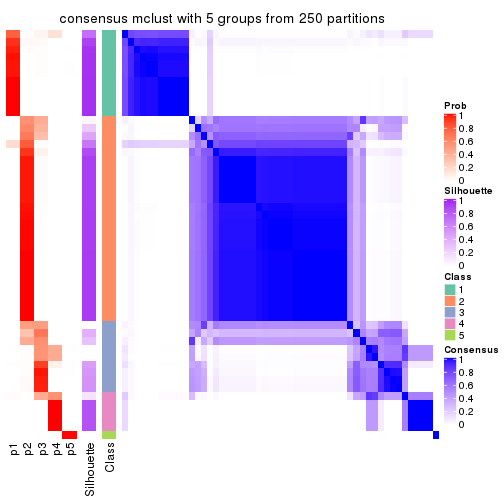 consensus mclust with 5 groups from 250 partitions
Prob
1
0.8
0.6
0.4
0.2
0
Silhouette
1
0.8
0.6
0.4
0.2
0
Class
1
2
3
4
5
Consensus
1
0.8
0.6
0.4
0.2
0
p1
p2
p3
p4
p5
Silhouette
Class